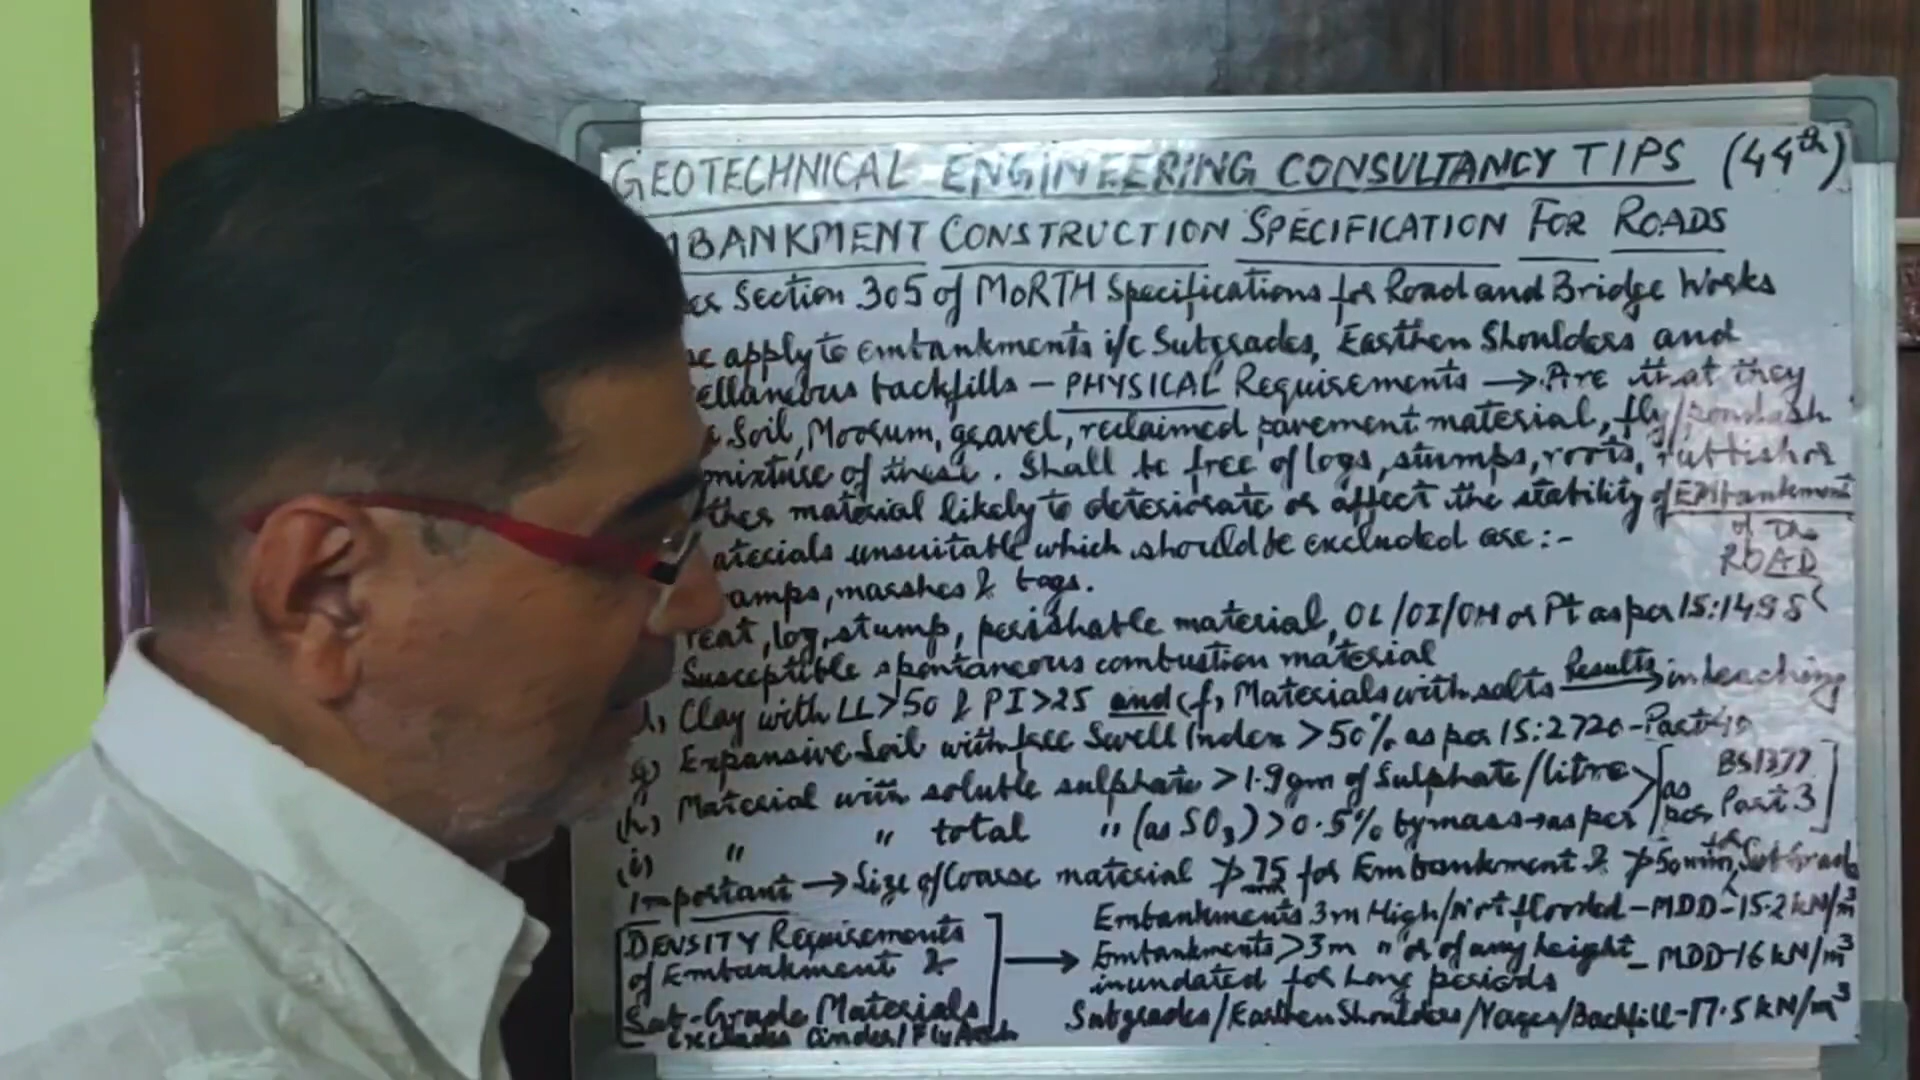 GEOTECHNICAL ENGINEERING CONSULTANCY TIPS (44th)
BANKMENT CONSTRUCTION SPECIFICATION FOR ROADS
Section 305 of MoRTH Specifications for Road and Bridge Works
apply to embankments i/c Subgrades, Earthen Shoulders and
ellaneous backfills - PHYSICAL Requirements → Are that they
Soil, Moorum, gravel, reclaimed pavement material, fly/pondash
mixture of these. Shall be free of logs, stumps, roots, rubbish or
ther material likely to deteriorate or affect the stability of Embankment
of the ROAD
aterials unsuitable which should be excluded are:-
amps, marshes & bogs.
Peat, log, stump, perishable material, OL/OI/OH or Pt as per IS:1498
Susceptible spontaneous combustion material
Clay with LL>50 & PI>25 and (f) Materials with salts Results in leaching
g) Expansive Soil with free Swell Index >50% as per IS:2720-Part 40
(h) Material with soluble sulphate >1.9gm of Sulphate/litre as per BS1377 Part 3
(i) " " total " (as SO3) >0.5% by mass → as per
Important → Size of Coarse material ≯ 75 for Embankment & ≯ 50mm for SubGrade
DENSITY Requirements of Embankment & Sub-Grade Materials
excludes Cinder/Fly Ash
Embankments 3m High/Not flooded - MDD - 15.2 kN/m³
Embankments >3m " or of any height - MDD - 16 kN/m³
inundated for Long periods
Subgrades/Earthen Shoulders/Verges/Backfill - 17.5 kN/m³